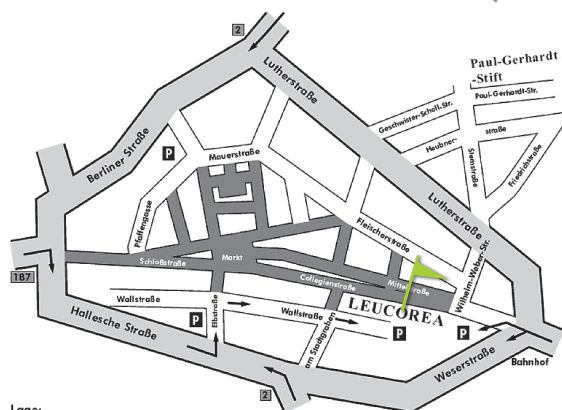 2
Lutherstraße
Paul-Gerhardt
-Stift
Paul-Gerhardt-Str.
Geschwister-Scholl-Str.
Heubner-
straße
Sternstraße
Friedrichstraße
Berliner Straße
P
Mauerstraße
Lutherstraße
Pfaffengasse
Fleischerstraße
Schloßstraße
Markt
Collegienstraße
Mittelstraße
Wilhelm-Weber-Str.
187
LEUCOREA
Wallstraße
Elbstraße
Wallstraße
am Stadtgraben
P
P
P
Hallesche Straße
Weserstraße
Bahnhof
2
Lage: